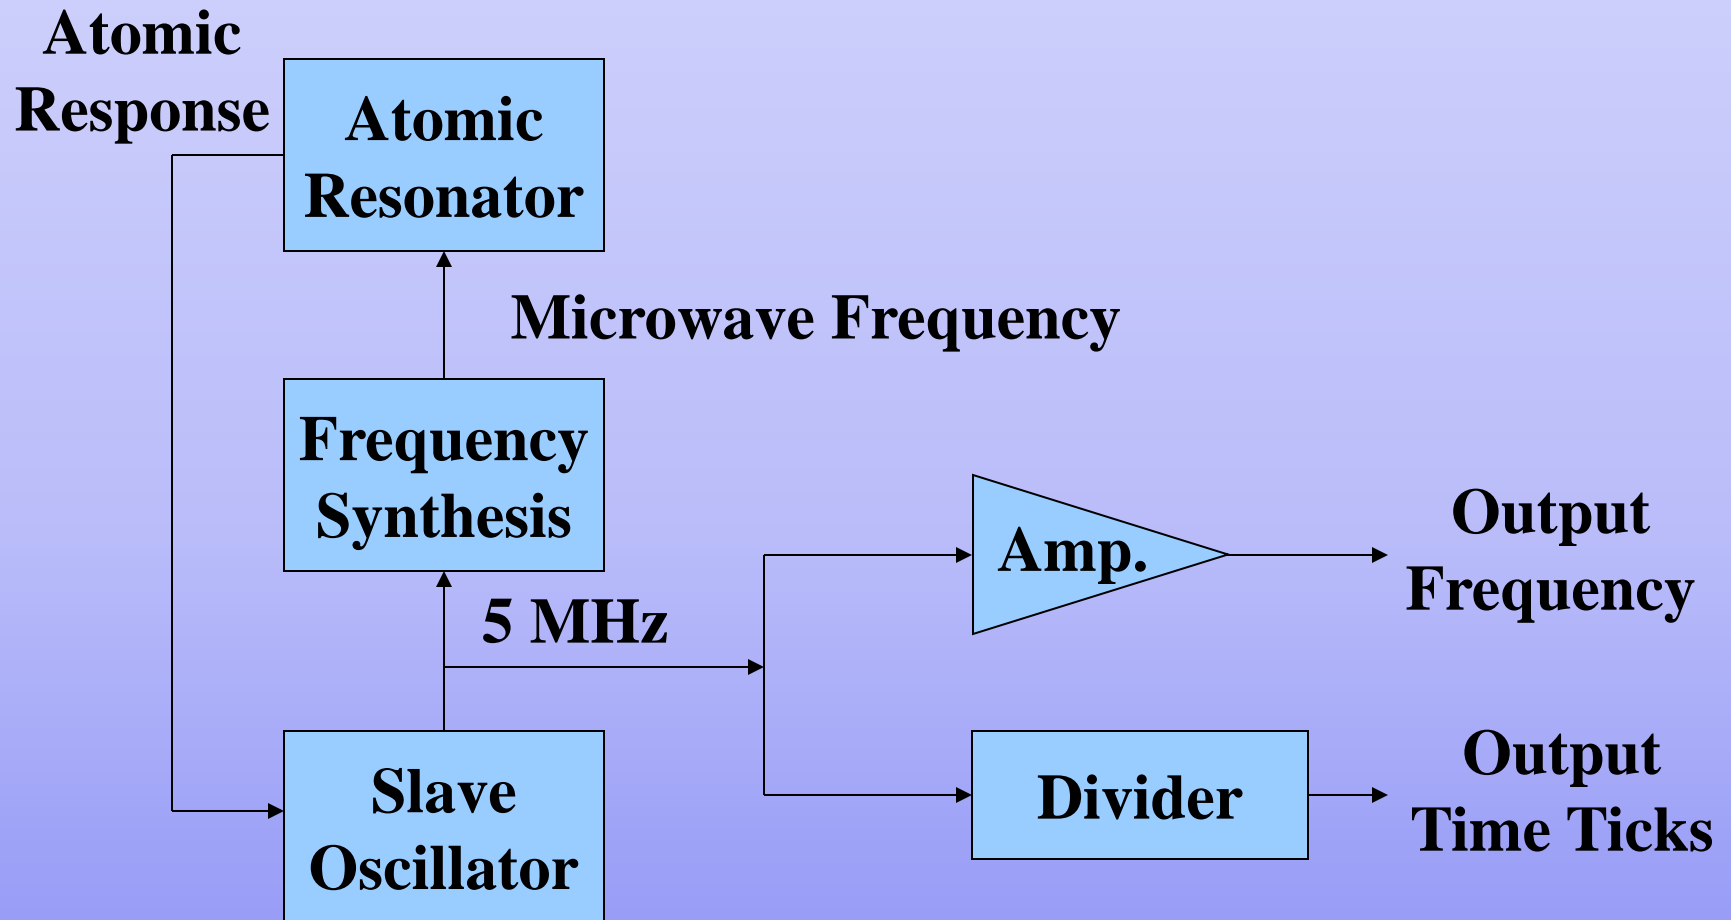 Atomic
Response
Atomic
Resonator
Microwave Frequency
Frequency
Synthesis
5 MHz
Amp.
Output
Frequency
Slave
Oscillator
Divider
Output
Time Ticks